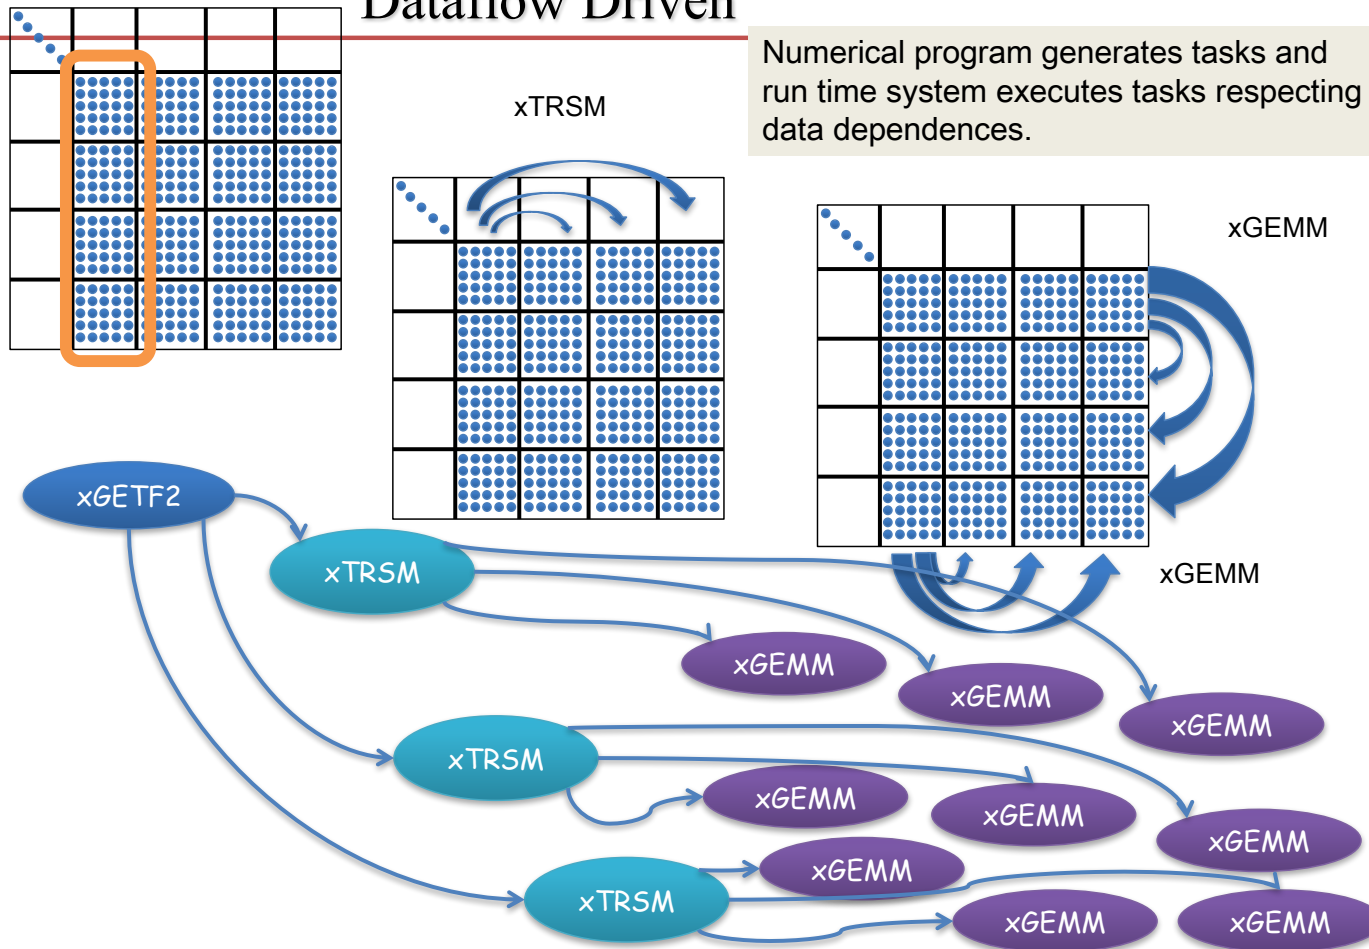 Dataflow Driven
Numerical program generates tasks and
run time system executes tasks respecting
data dependences.
xTRSM
xGEMM
xGEMM
xGETF2
xTRSM
xGEMM
xGEMM
xGEMM
xTRSM
xGEMM
xGEMM
xGEMM
xGEMM
xTRSM
xGEMM
xGEMM